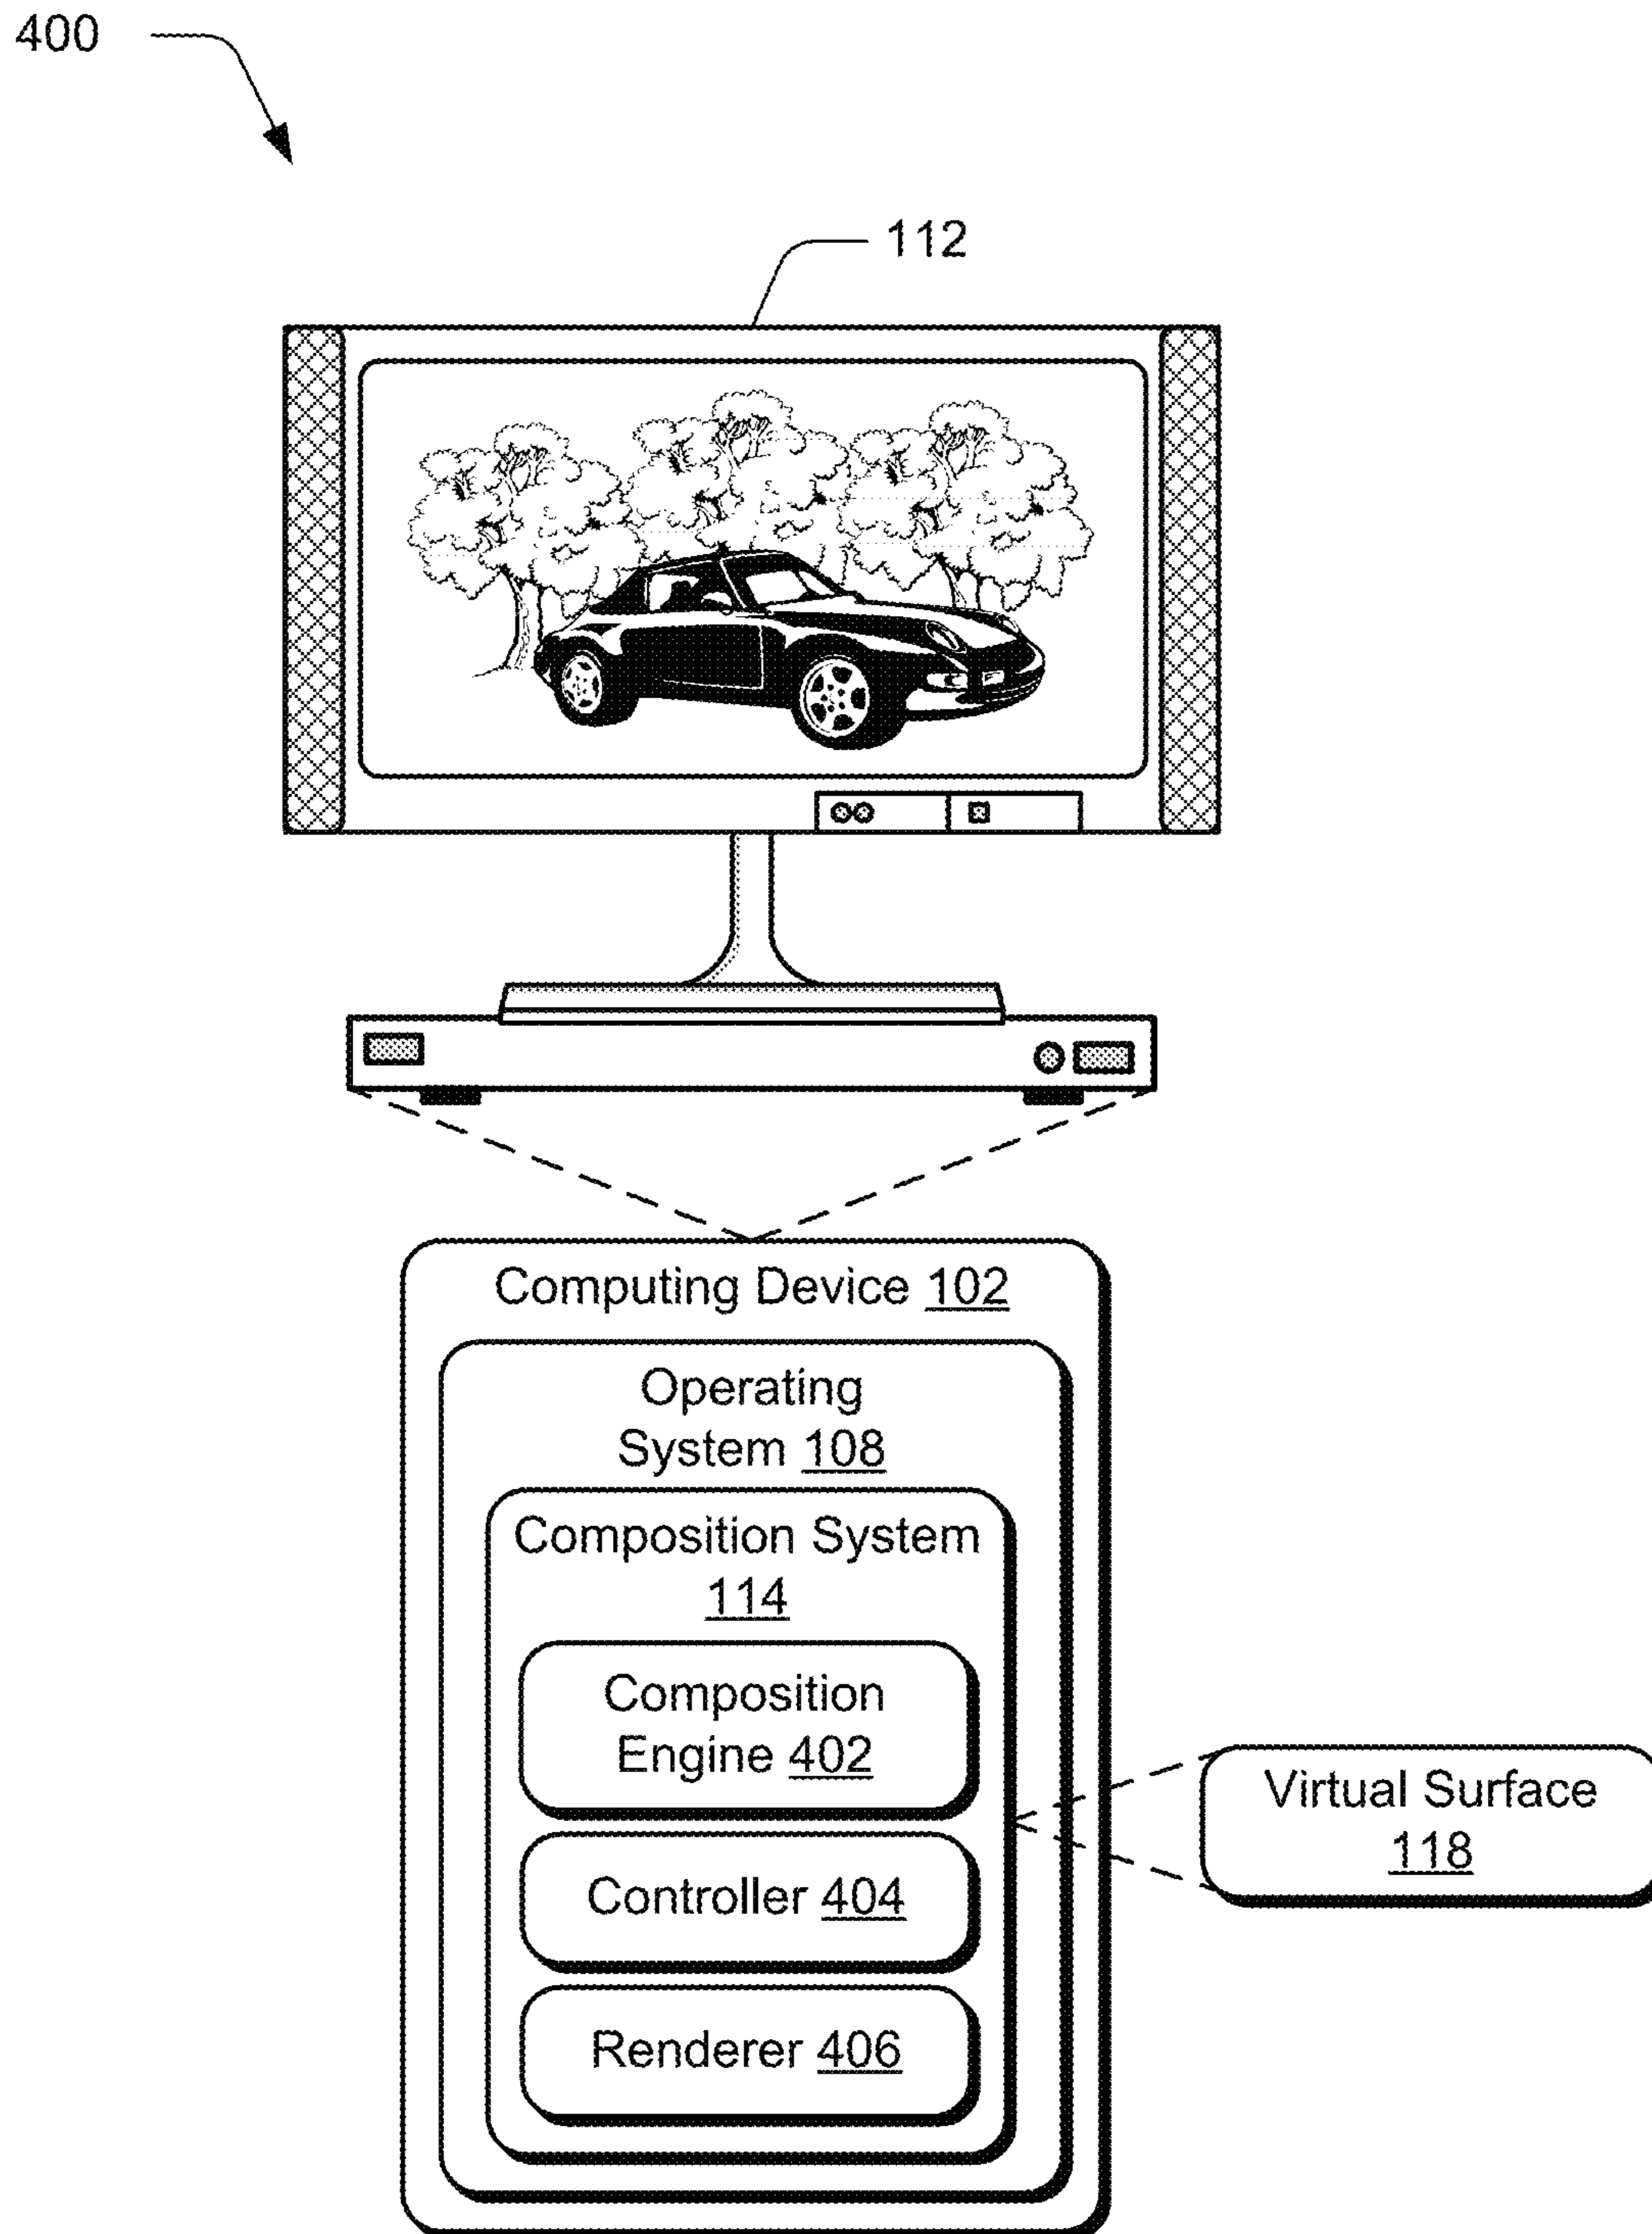 400
112
Computing Device 102
Operating
System 108
Composition System
114
Composition
Engine 402
Controller 404
Renderer 406
Virtual Surface
118